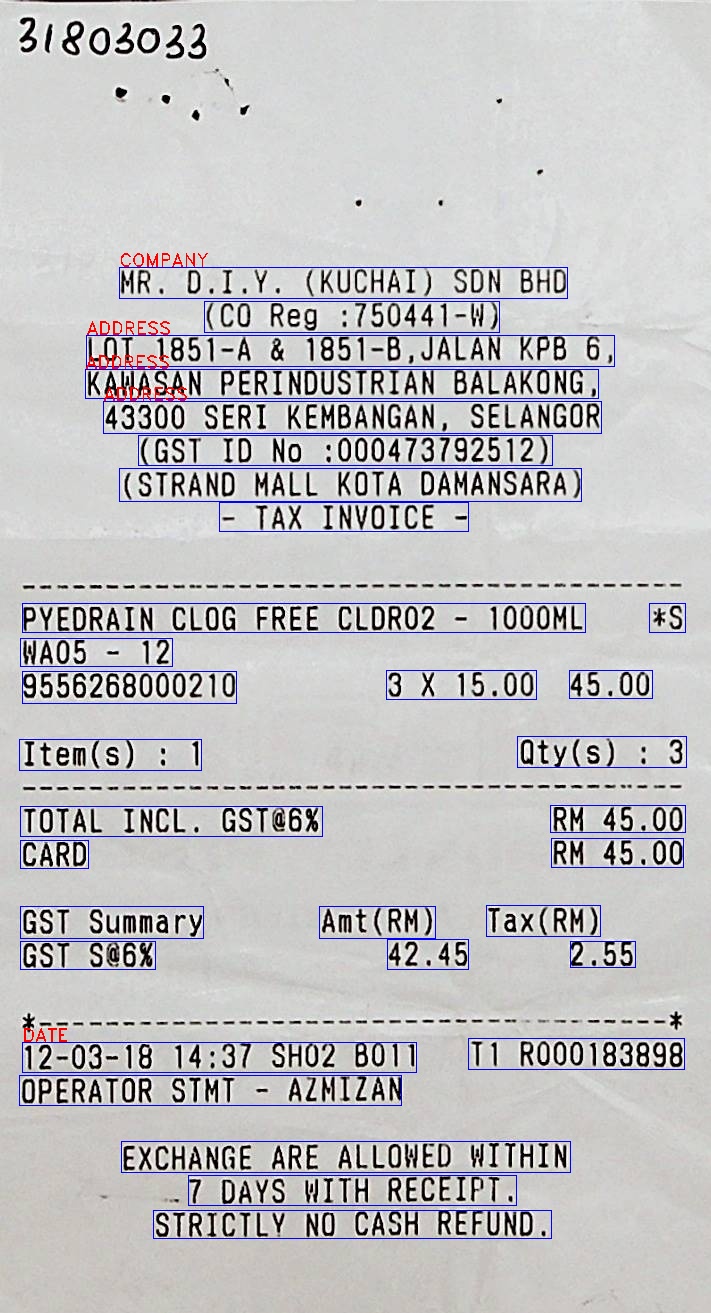 31803033
COMPANY
MR. D.I.Y. (KUCHAI) SDN BHD
(CO Reg :750441-W)
ADDRESS
LOT 1851-A & 1851-B,JALAN KPB 6,
ADDRESS
KAWASAN PERINDUSTRIAN BALAKONG,
ADDRESS
43300 SERI KEMBANGAN, SELANGOR
(GST ID No :000473792512)
(STRAND MALL KOTA DAMANSARA)
- TAX INVOICE -
----------------------------------------
PYEDRAIN CLOG FREE CLDR02 - 1000ML *S
WA05 - 12
9556268000210 3 X 15.00 45.00
Item(s) : 1 Qty(s) : 3
----------------------------------------
TOTAL INCL. GST@6% RM 45.00
CARD RM 45.00
GST Summary Amt(RM) Tax(RM)
GST S@6% 42.45 2.55
*--------------------------------------*
DATE
12-03-18 14:37 SH02 B011 T1 R000183898
OPERATOR STMT - AZMIZAN
EXCHANGE ARE ALLOWED WITHIN
7 DAYS WITH RECEIPT.
STRICTLY NO CASH REFUND.